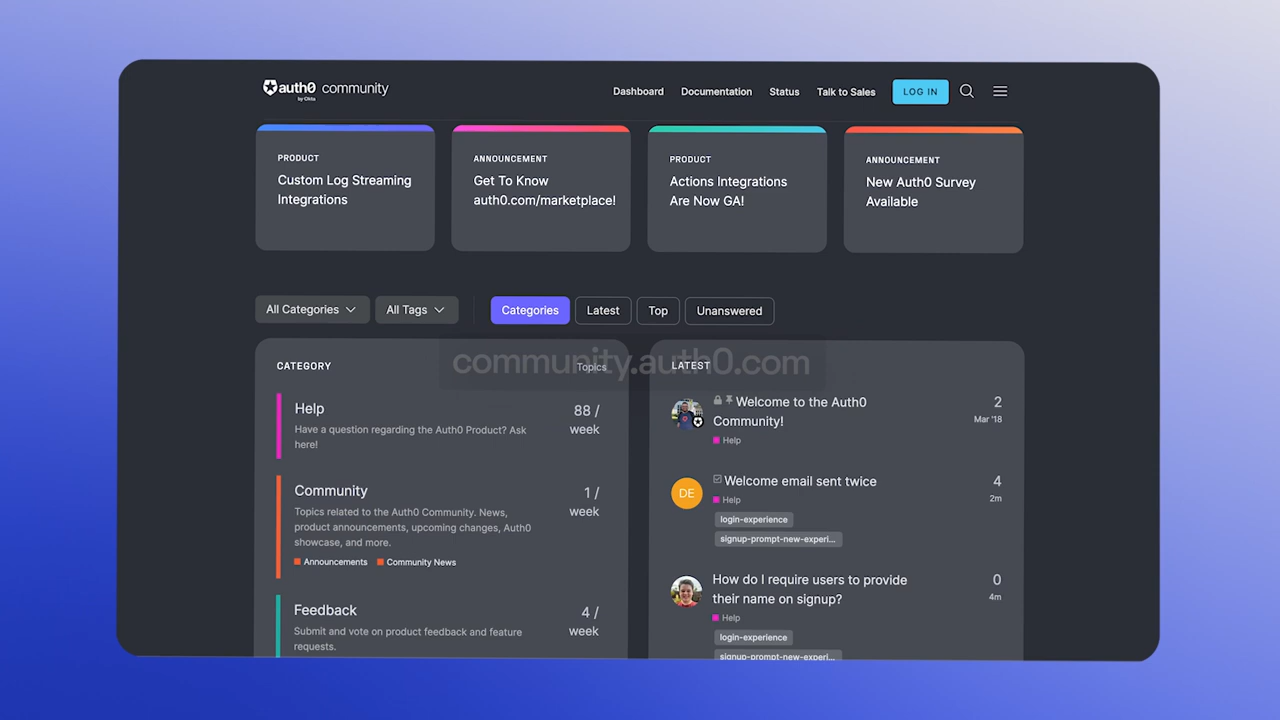 auth0 community
by Okta
Dashboard
Documentation
Status
Talk to Sales
LOG IN
PRODUCT
Custom Log Streaming
Integrations
ANNOUNCEMENT
Get To Know
auth0.com/marketplace!
PRODUCT
Actions Integrations
Are Now GA!
ANNOUNCEMENT
New Auth0 Survey
Available
All Categories
All Tags
Categories
Latest
Top
Unanswered
community.auth0.com
CATEGORY
Topics
Help
88 /
week
Have a question regarding the Auth0 Product? Ask
here!
Community
1 /
week
Topics related to the Auth0 Community. News,
product announcements, upcoming changes, Auth0
showcase, and more.
Announcements
Community News
Feedback
4 /
week
Submit and vote on product feedback and feature
requests.
LATEST
Welcome to the Auth0
Community!
2
Mar '18
Help
DE
Welcome email sent twice
4
2m
Help
login-experience
signup-prompt-new-experi...
How do I require users to provide
their name on signup?
0
4m
Help
login-experience
signup-prompt-new-experi...